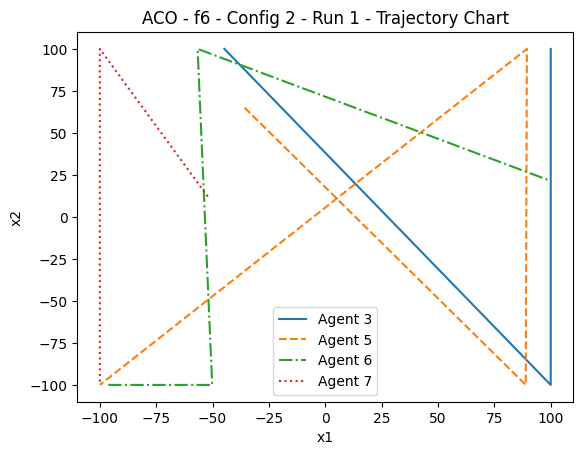 ACO - f6 - Config 2 - Run 1 - Trajectory Chart
100
75
50
25
0
−25
−50
−75
−100
x2
Agent 3
Agent 5
Agent 6
Agent 7
−100 −75 −50 −25 0 25 50 75 100
x1